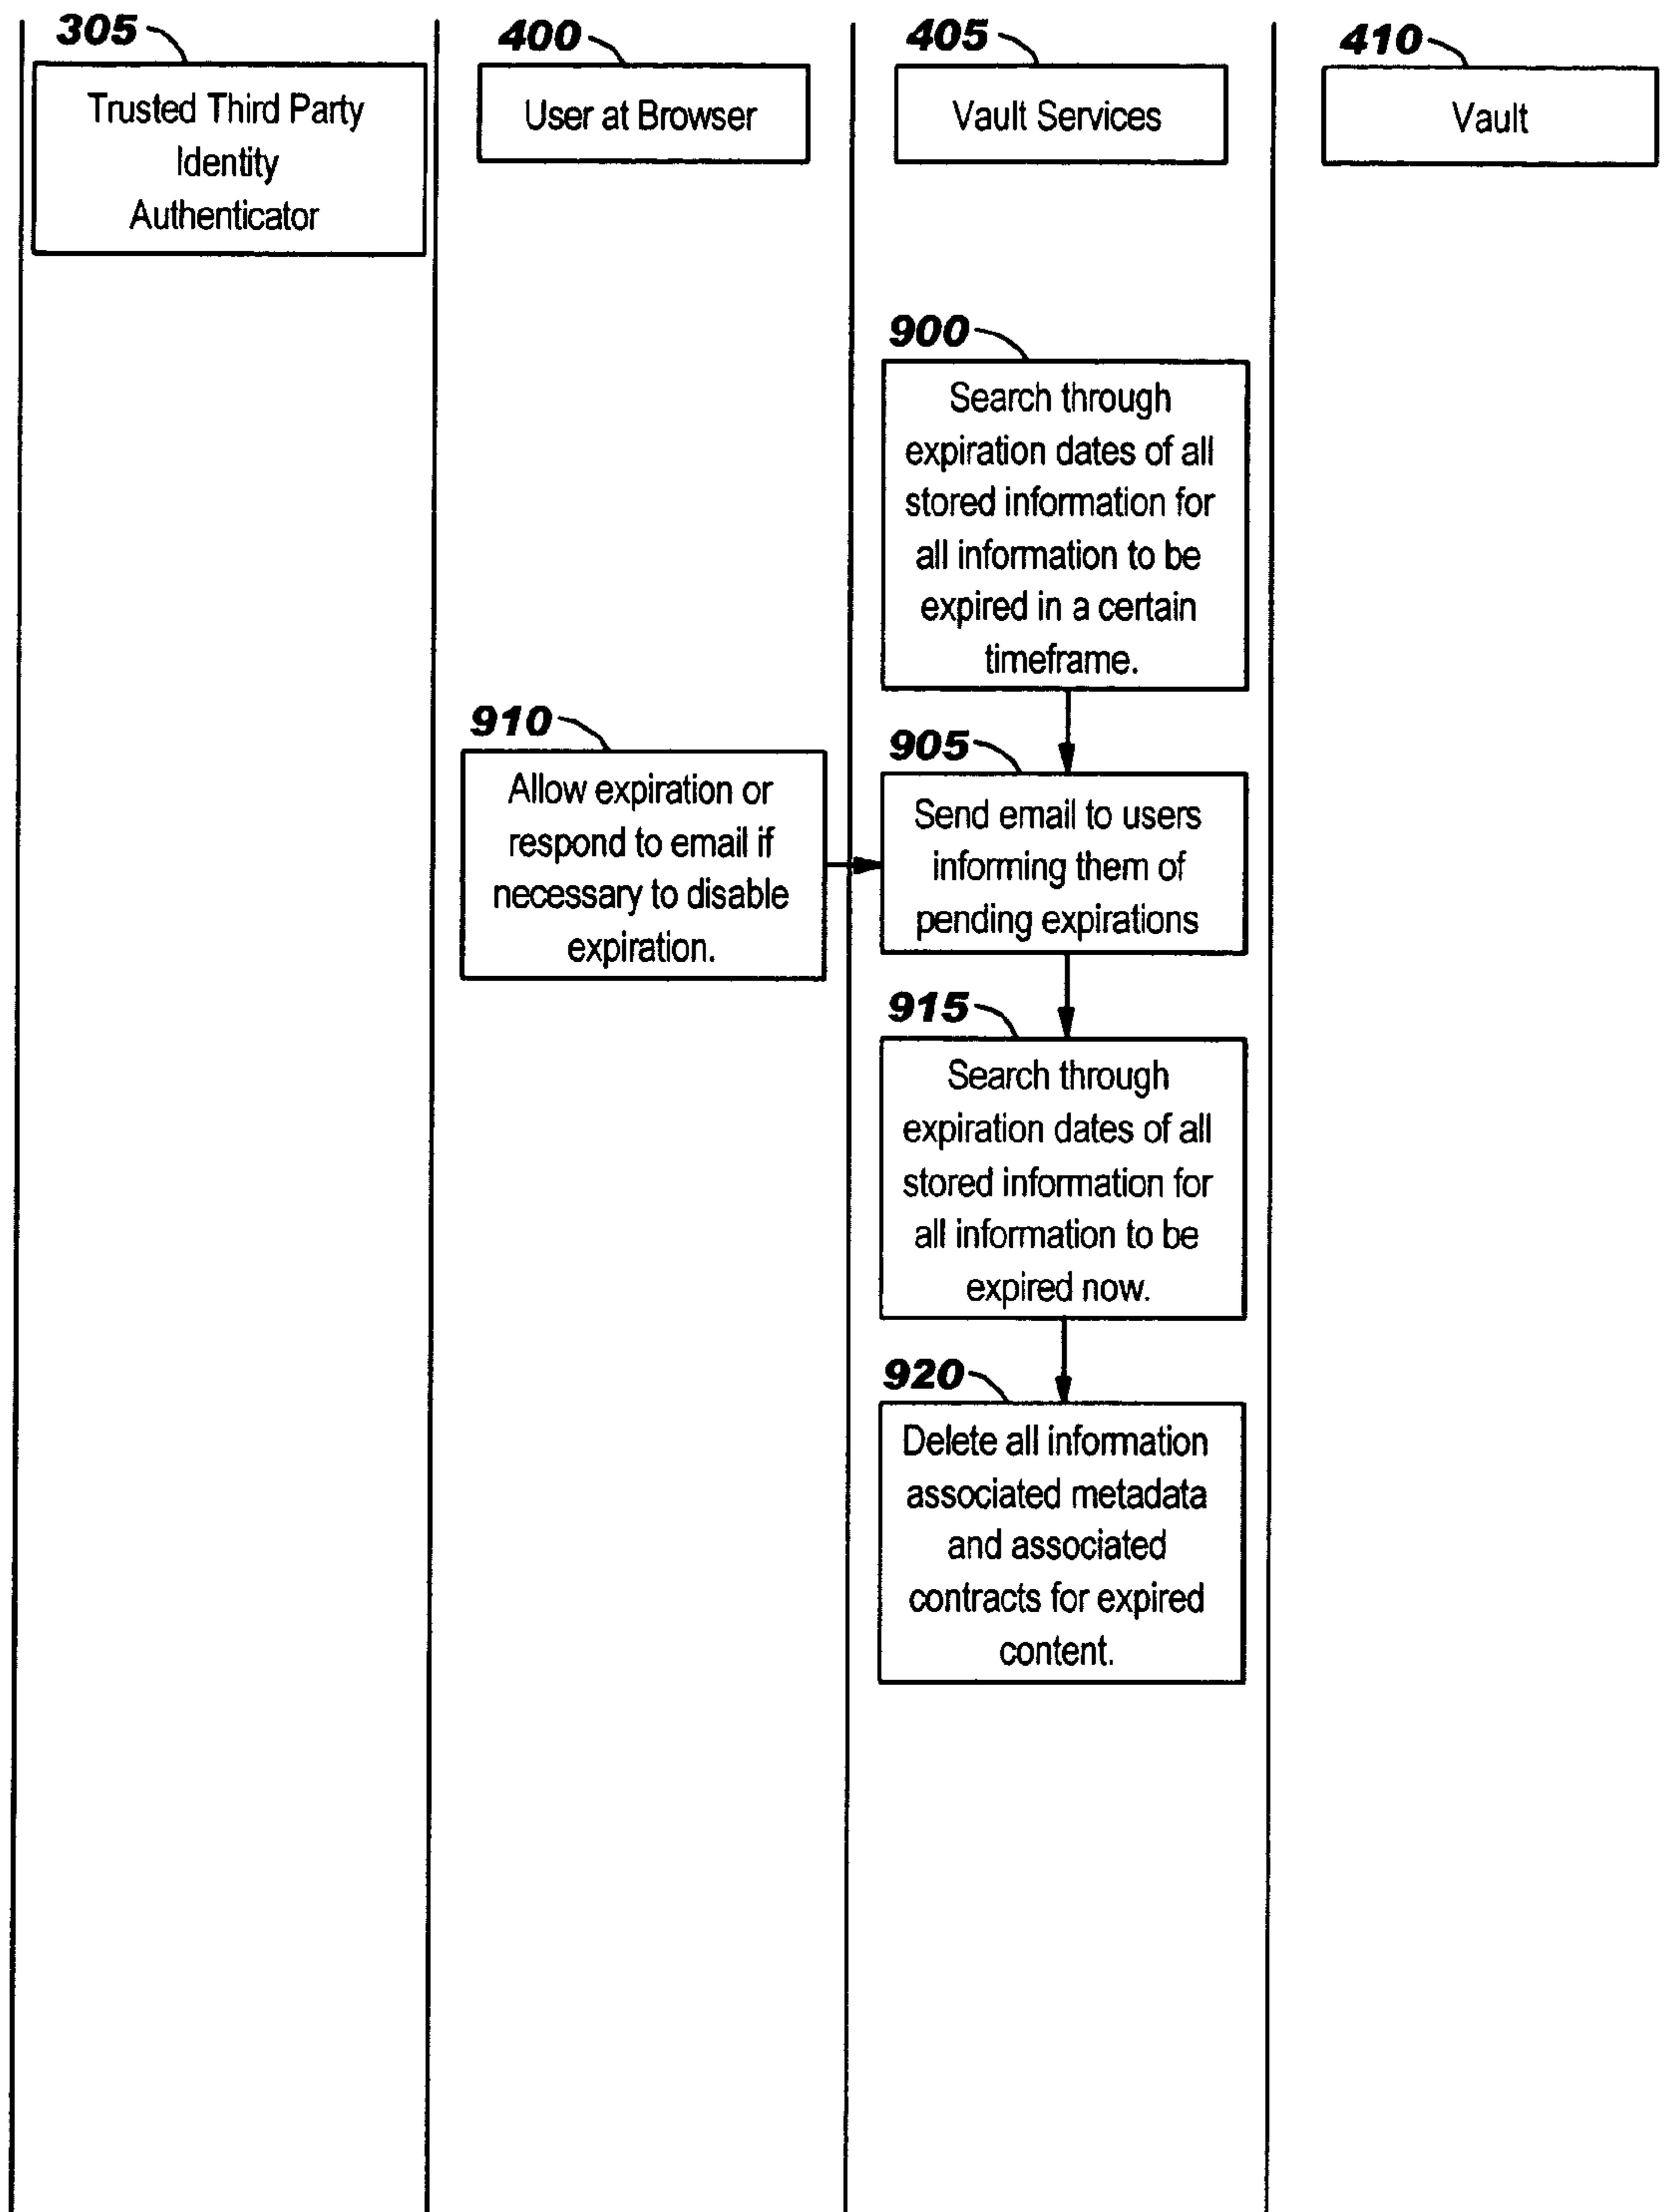 305
Trusted Third Party
Identity
Authenticator
400
User at Browser
405
Vault Services
410
Vault
900
Search through
expiration dates of all
stored information for
all information to be
expired in a certain
timeframe.
910
Allow expiration or
respond to email if
necessary to disable
expiration.
905
Send email to users
informing them of
pending expirations
915
Search through
expiration dates of all
stored information for
all information to be
expired now.
920
Delete all information
associated metadata
and associated
contracts for expired
content.